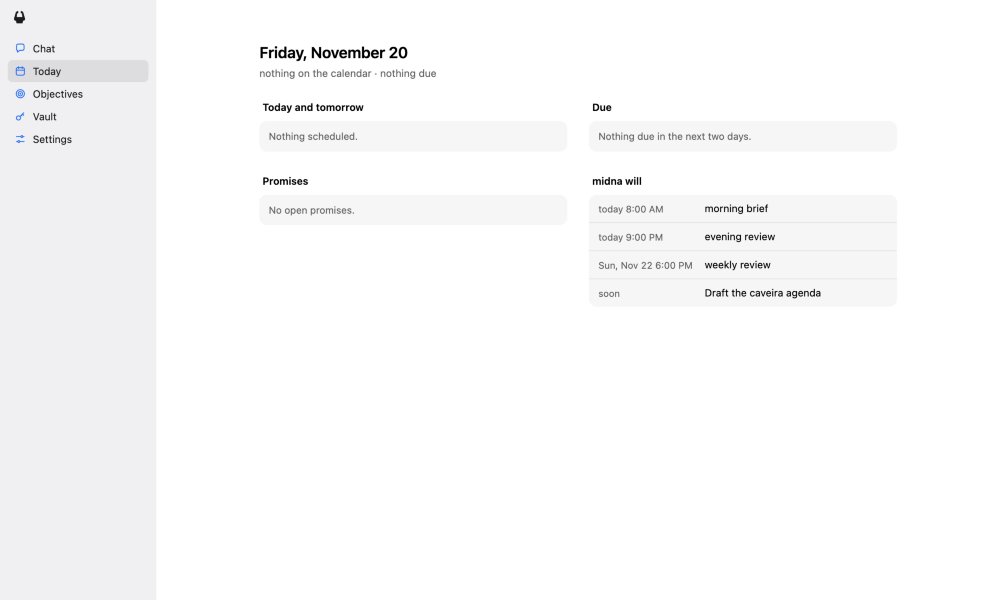 Chat
Today
Objectives
Vault
Settings
Friday, November 20
nothing on the calendar · nothing due
Today and tomorrow
Nothing scheduled.
Promises
No open promises.
Due
Nothing due in the next two days.
midna will
today 8:00 AM morning brief
today 9:00 PM evening review
Sun, Nov 22 6:00 PM weekly review
soon Draft the caveira agenda